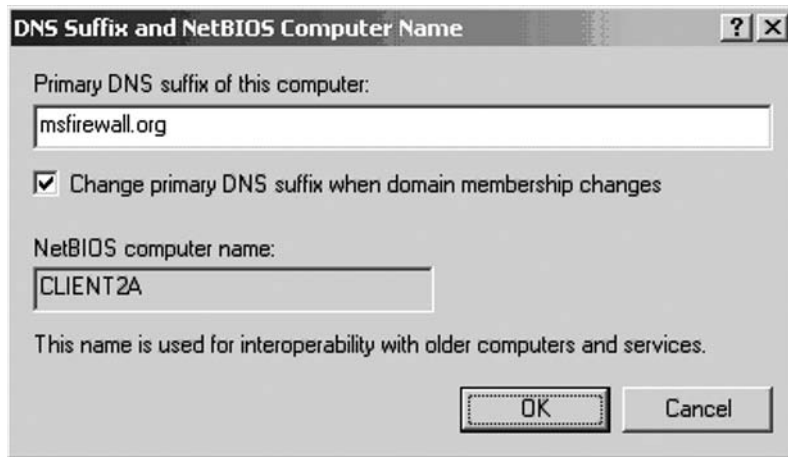 DNS Suffix and NetBIOS Computer Name
Primary DNS suffix of this computer:
msfirewall.org
Change primary DNS suffix when domain membership changes
NetBIOS computer name:
CLIENT2A
This name is used for interoperability with older computers and services.
OK Cancel